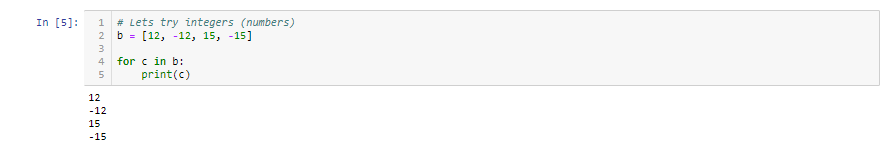 In [5]:
1 # Lets try integers (numbers)
2 b = [12, -12, 15, -15]
3
4 for c in b:
5     print(c)
12
-12
15
-15